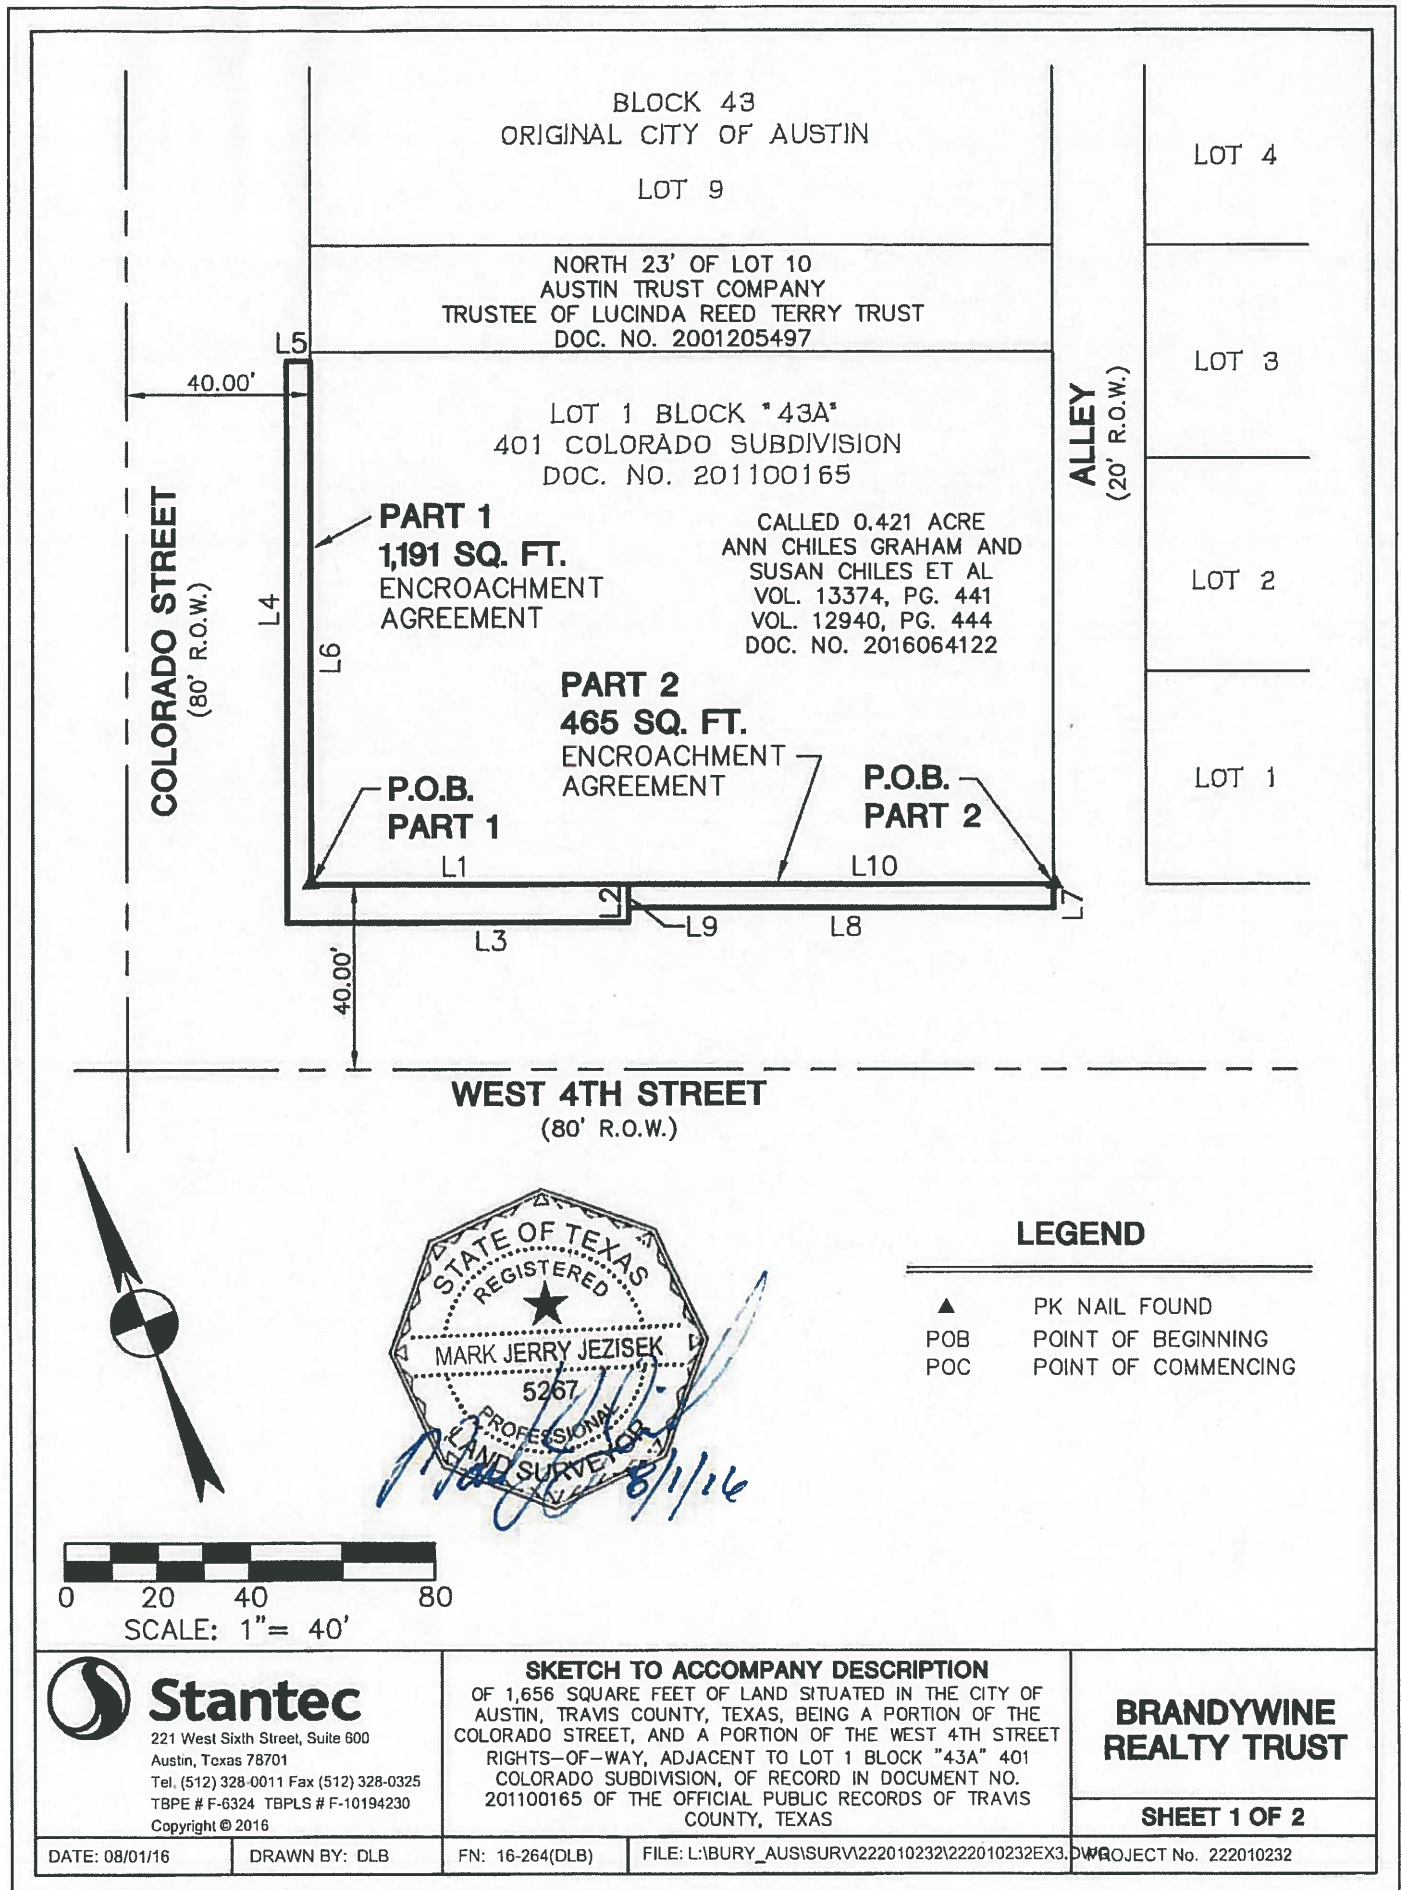 BLOCK 43
ORIGINAL CITY OF AUSTIN
LOT 9
LOT 4
NORTH 23' OF LOT 10
AUSTIN TRUST COMPANY
TRUSTEE OF LUCINDA REED TERRY TRUST
DOC. NO. 2001205497
L5
40.00'
LOT 3
ALLEY
(20' R.O.W.)
LOT 1 BLOCK "43A"
401 COLORADO SUBDIVISION
DOC. NO. 201100165
COLORADO STREET
(80' R.O.W.)
PART 1
1,191 SQ. FT.
ENCROACHMENT
AGREEMENT
CALLED 0.421 ACRE
ANN CHILES GRAHAM AND
SUSAN CHILES ET AL
VOL. 13374, PG. 441
VOL. 12940, PG. 444
DOC. NO. 2016064122
LOT 2
L4
L6
PART 2
465 SQ. FT.
ENCROACHMENT
AGREEMENT
P.O.B.
PART 1
P.O.B.
PART 2
LOT 1
L1
L10
L2
L7
L9
L8
L3
40.00'
WEST 4TH STREET
(80' R.O.W.)
STATE OF TEXAS
REGISTERED
MARK JERRY JEZISEK
5267
PROFESSIONAL
LAND SURVEYOR
8/1/16
LEGEND
▲ PK NAIL FOUND
POB POINT OF BEGINNING
POC POINT OF COMMENCING
0 20 40 80
SCALE: 1"= 40'
Stantec
221 West Sixth Street, Suite 600
Austin, Texas 78701
Tel. (512) 328-0011 Fax (512) 328-0325
TBPE # F-6324 TBPLS # F-10194230
Copyright © 2016
SKETCH TO ACCOMPANY DESCRIPTION
OF 1,656 SQUARE FEET OF LAND SITUATED IN THE CITY OF
AUSTIN, TRAVIS COUNTY, TEXAS, BEING A PORTION OF THE
COLORADO STREET, AND A PORTION OF THE WEST 4TH STREET
RIGHTS-OF-WAY, ADJACENT TO LOT 1 BLOCK "43A" 401
COLORADO SUBDIVISION, OF RECORD IN DOCUMENT NO.
201100165 OF THE OFFICIAL PUBLIC RECORDS OF TRAVIS
COUNTY, TEXAS
BRANDYWINE
REALTY TRUST
SHEET 1 OF 2
DATE: 08/01/16
DRAWN BY: DLB
FN: 16-264(DLB)
FILE: L:\BURY_AUS\SURV\222010232\222010232EX3.DWG
PROJECT No. 222010232